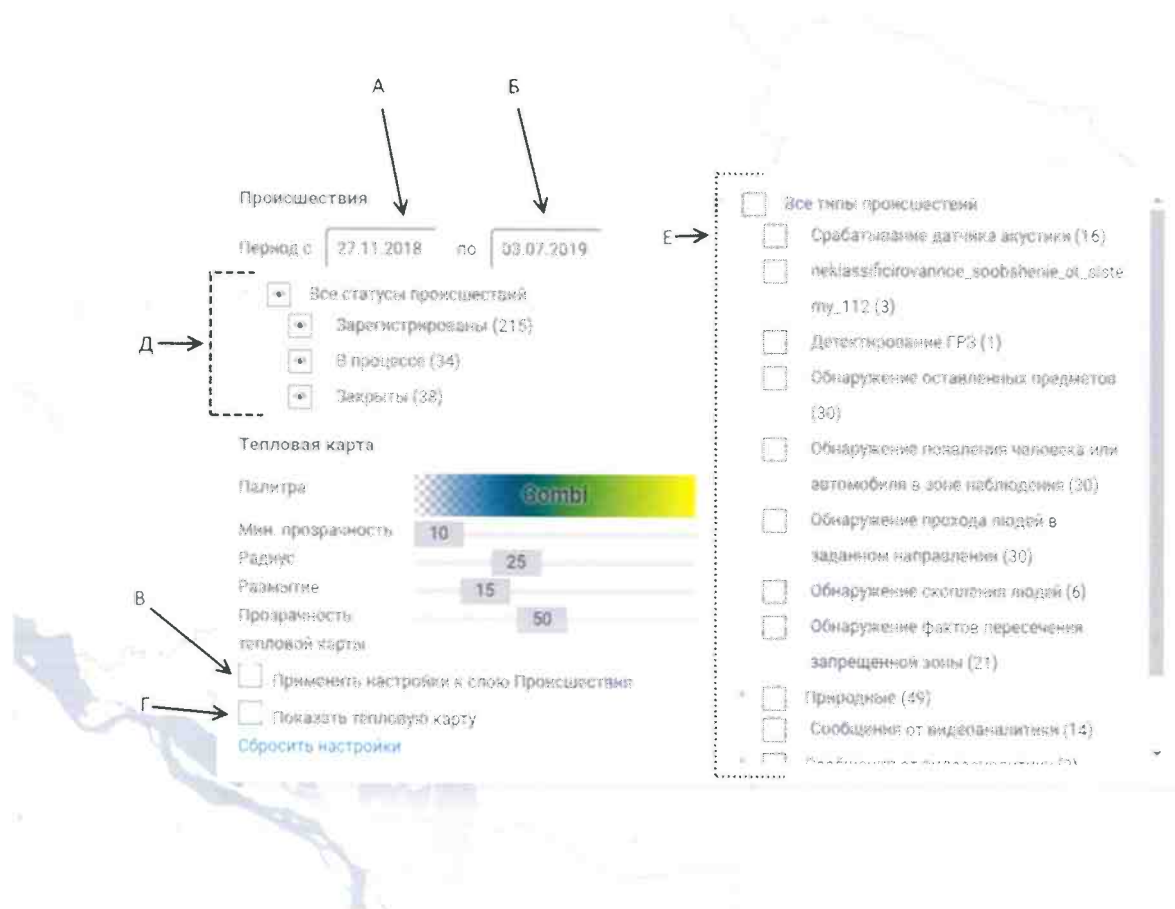 А
Б
Происшествия
Период с 27.11.2018 по 03.07.2019
Д
Все статусы происшествий
Зарегистрированы (215)
В процессе (34)
Закрыты (38)
Тепловая карта
Палитра
Bombi
Мин. прозрачность 10
Радиус 25
Размытие 15
Прозрачность 50
тепловой карты
В
Применить настройки к слою Происшествия
Г
Показать тепловую карту
Сбросить настройки
Е
Все типы происшествий
Срабатывание датчика акустики (16)
neklassificirovannoe_soobshenie_ot_siste
my_112 (3)
Детектирование ГРЗ (1)
Обнаружение оставленных предметов
(30)
Обнаружение появления человека или
автомобиля в зоне наблюдения (30)
Обнаружение прохода людей в
заданном направлении (30)
Обнаружение скопления людей (6)
Обнаружение фактов пересечения
запрещенной зоны (21)
Природные (49)
Сообщения от видеоаналитики (14)